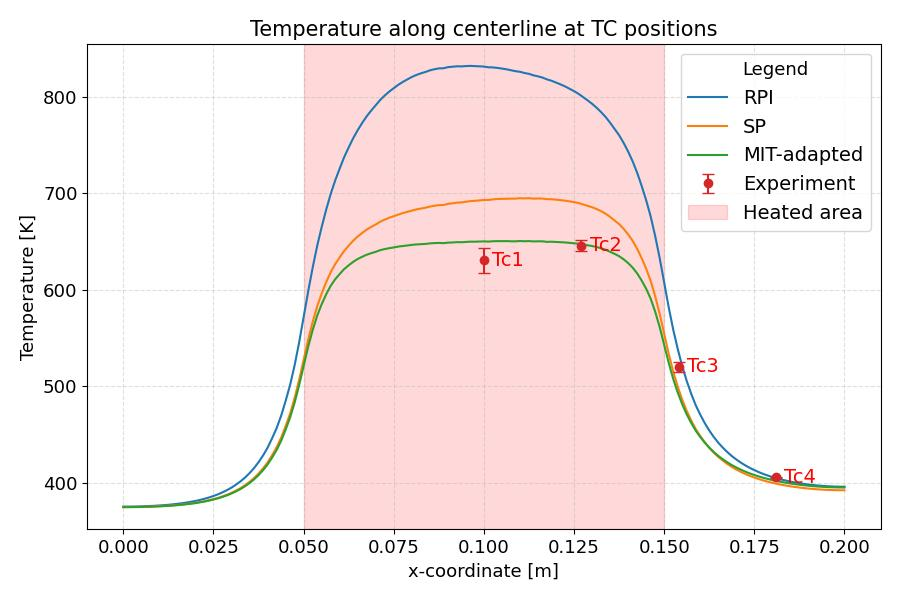 Temperature along centerline at TC positions
Legend
RPI
SP
MIT-adapted
Experiment
Heated area
Temperature [K]
800
700
600
500
400
Tc1
Tc2
Tc3
Tc4
0.000 0.025 0.050 0.075 0.100 0.125 0.150 0.175 0.200
x-coordinate [m]